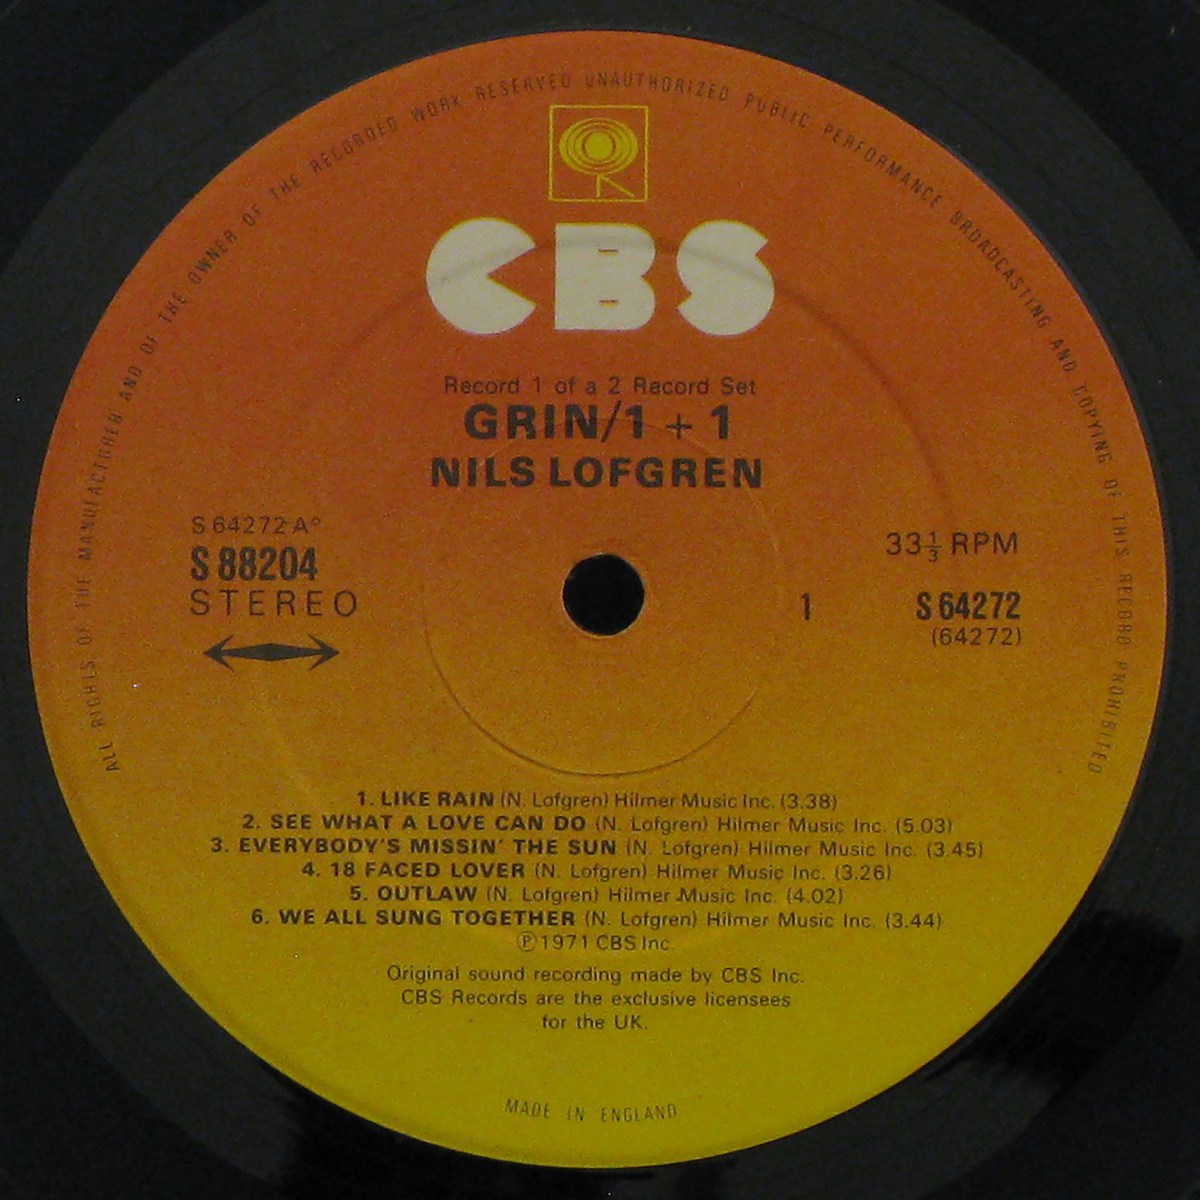 ALL RIGHTS OF THE MANUFACTURER AND OF THE OWNER OF THE RECORDED WORK RESERVED UNAUTHORIZED PUBLIC PERFORMANCE BROADCASTING AND COPYING OF THIS RECORD PROHIBITED
CBS
Record 1 of a 2 Record Set
GRIN/1 + 1
NILS LOFGREN
S 64272 A°
S 88204
STEREO
33 1/3 RPM
1
S 64272
(64272)
1. LIKE RAIN (N. Lofgren) Hilmer Music Inc. (3.38)
2. SEE WHAT A LOVE CAN DO (N. Lofgren) Hilmer Music Inc. (5.03)
3. EVERYBODY'S MISSIN' THE SUN (N. Lofgren) Hilmer Music Inc. (3.45)
4. 18 FACED LOVER (N. Lofgren) Hilmer Music Inc. (3.26)
5. OUTLAW (N. Lofgren) Hilmer Music Inc. (4.02)
6. WE ALL SUNG TOGETHER (N. Lofgren) Hilmer Music Inc. (3.44)
℗ 1971 CBS Inc.
Original sound recording made by CBS Inc.
CBS Records are the exclusive licensees
for the UK.
MADE IN ENGLAND